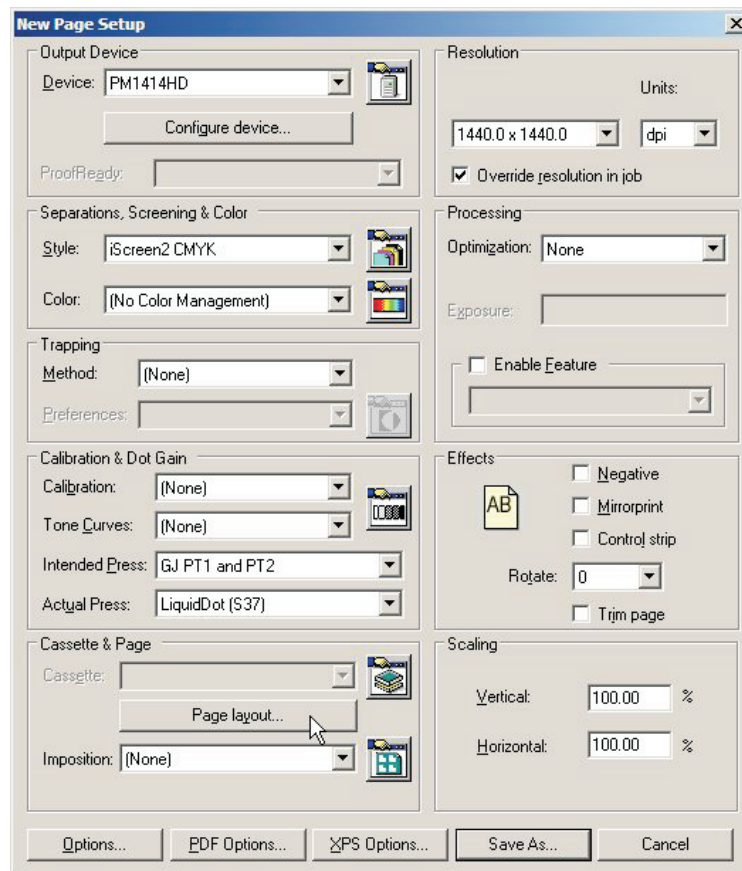 New Page Setup
Output Device
Device: PM1414HD
Configure device...
ProofReady:
Separations, Screening & Color
Style: iScreen2 CMYK
Color: (No Color Management)
Trapping
Method: (None)
Preferences:
Calibration & Dot Gain
Calibration: (None)
Tone Curves: (None)
Intended Press: GJ PT1 and PT2
Actual Press: LiquidDot (S37)
Cassette & Page
Cassette:
Page layout...
Imposition: (None)
Resolution
Units:
1440.0 x 1440.0 dpi
Override resolution in job
Processing
Optimization: None
Exposure:
Enable Feature
Effects
AB
Negative
Mirrorprint
Control strip
Rotate: 0
Trim page
Scaling
Vertical: 100.00 %
Horizontal: 100.00 %
Options... PDF Options... XPS Options... Save As... Cancel